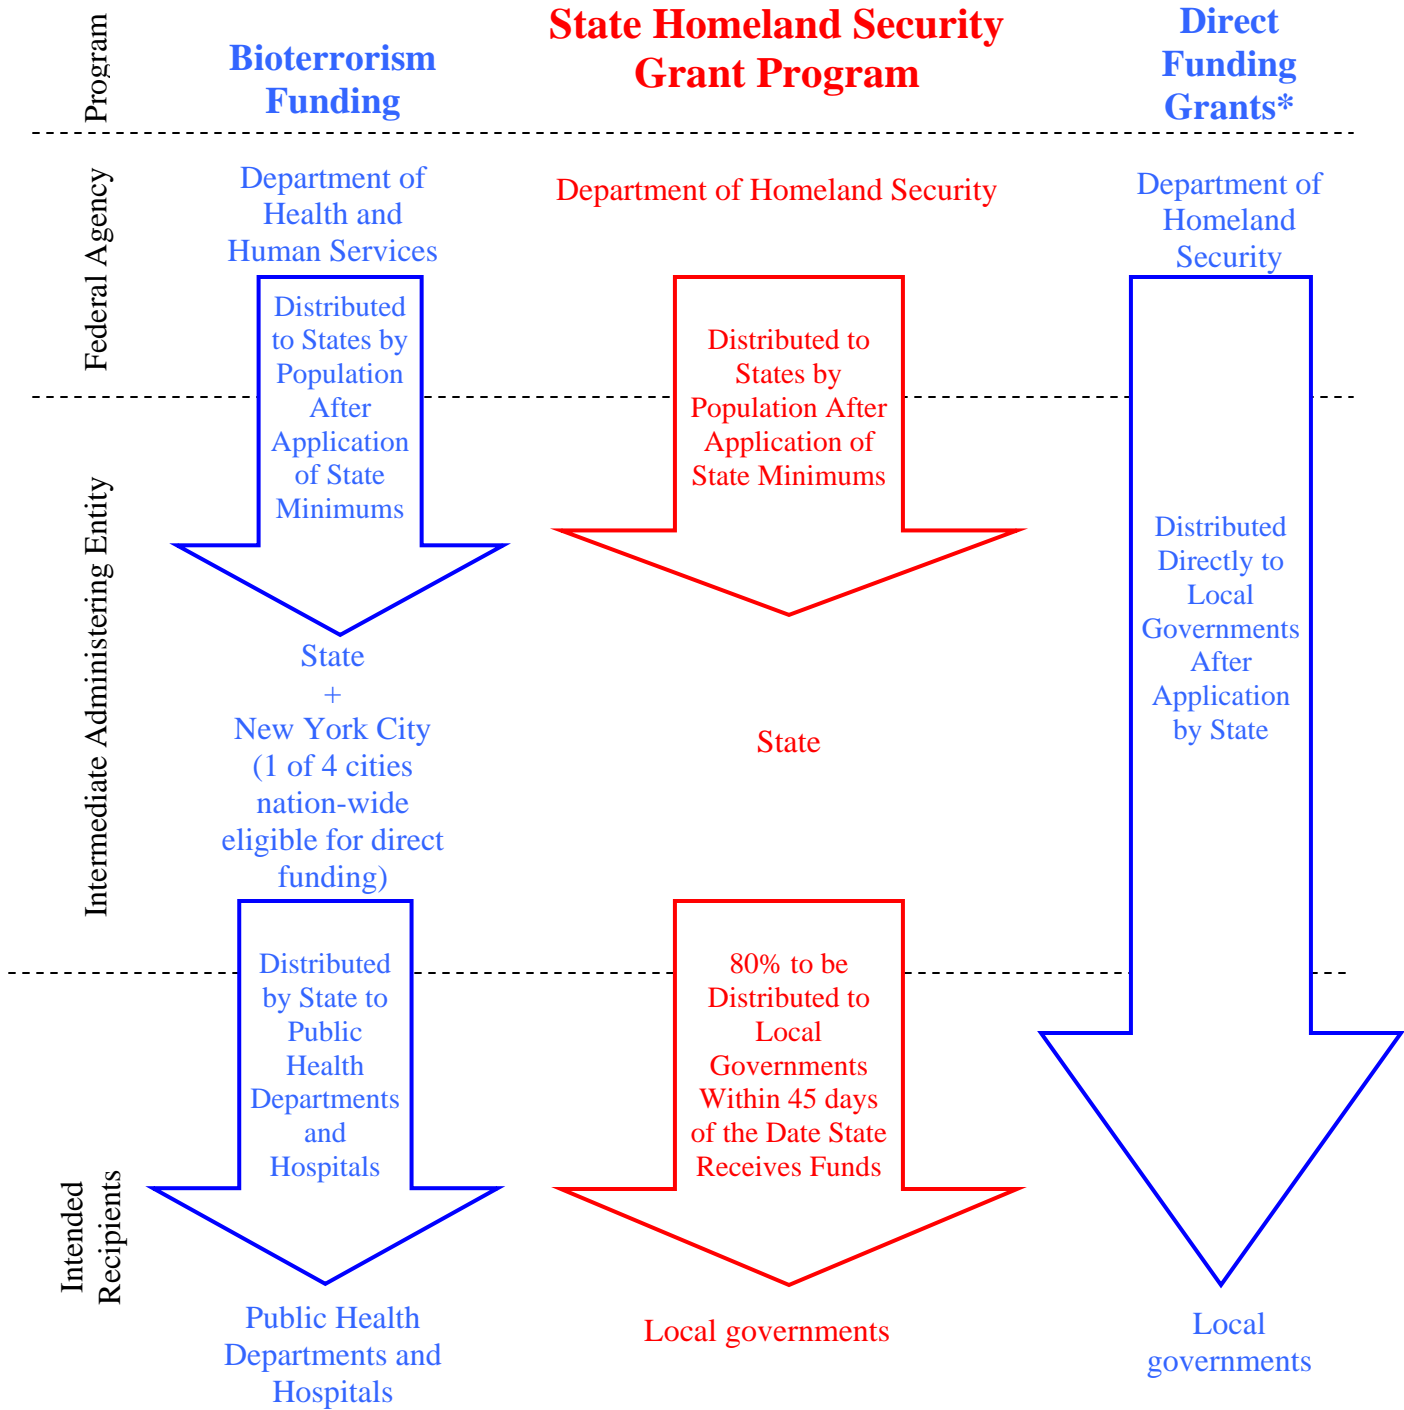 Program
Bioterrorism
Funding
State Homeland Security
Grant Program
Direct
Funding
Grants*
Federal Agency
Department of
Health and
Human Services
Department of Homeland Security
Department of
Homeland
Security
Distributed
to States by
Population
After
Application
of State
Minimums
Distributed to
States by
Population After
Application of
State Minimums
Distributed
Directly to
Local
Governments
After
Application
by State
Intermediate Administering Entity
State
+
New York City
(1 of 4 cities
nation-wide
eligible for direct
funding)
State
Distributed
by State to
Public
Health
Departments
and
Hospitals
80% to be
Distributed to
Local
Governments
Within 45 days
of the Date State
Receives Funds
Intended
Recipients
Public Health
Departments and
Hospitals
Local governments
Local
governments